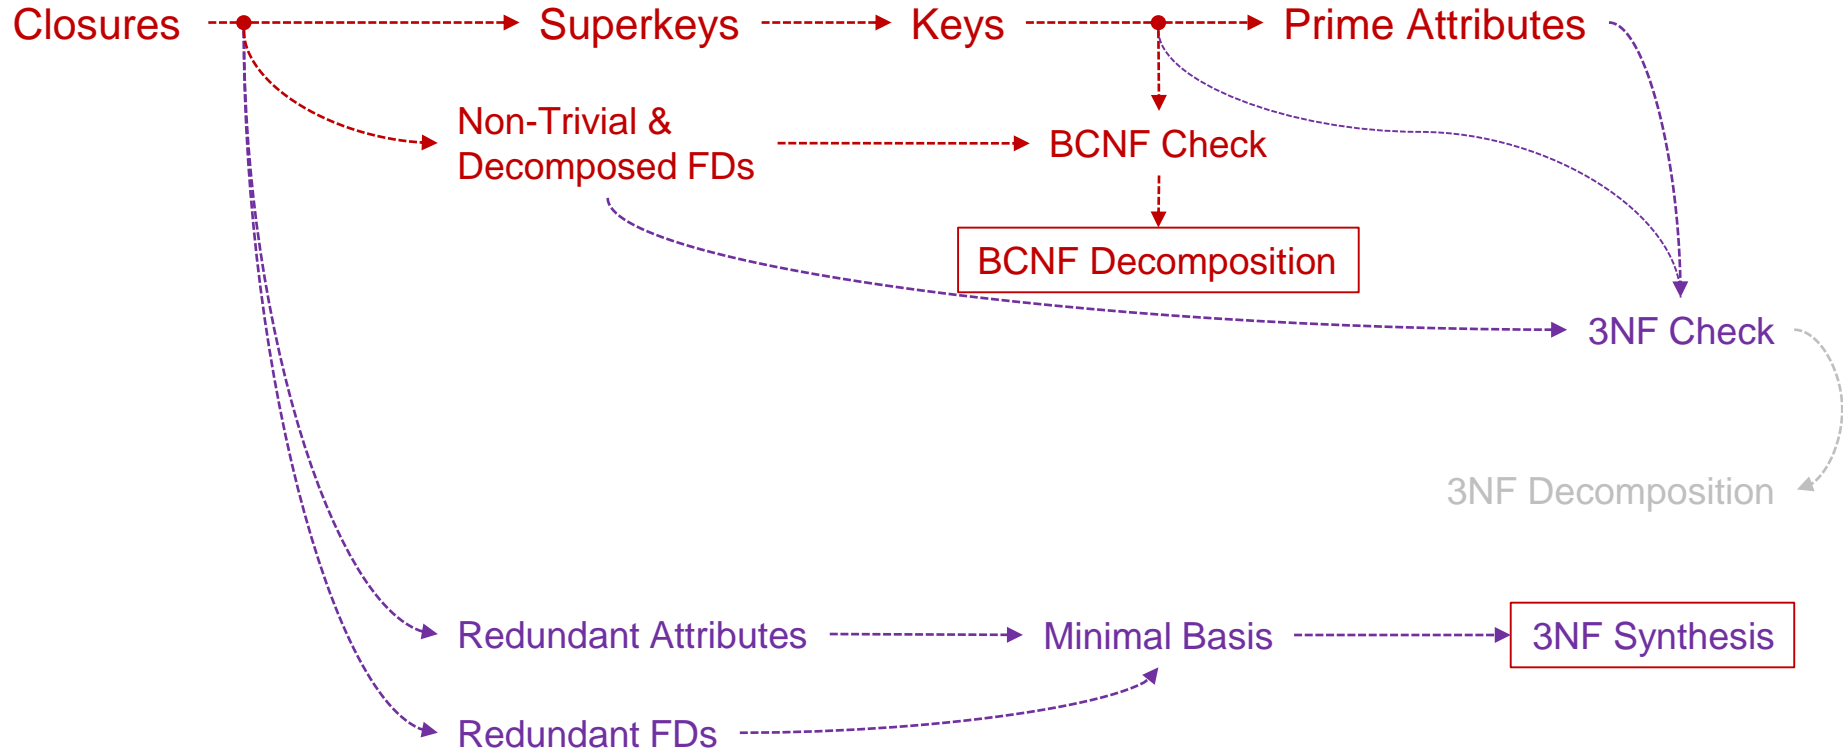 Closures
Superkeys
Keys
Prime Attributes
Non-Trivial &
Decomposed FDs
BCNF Check
BCNF Decomposition
3NF Check
3NF Decomposition
Redundant Attributes
Minimal Basis
3NF Synthesis
Redundant FDs